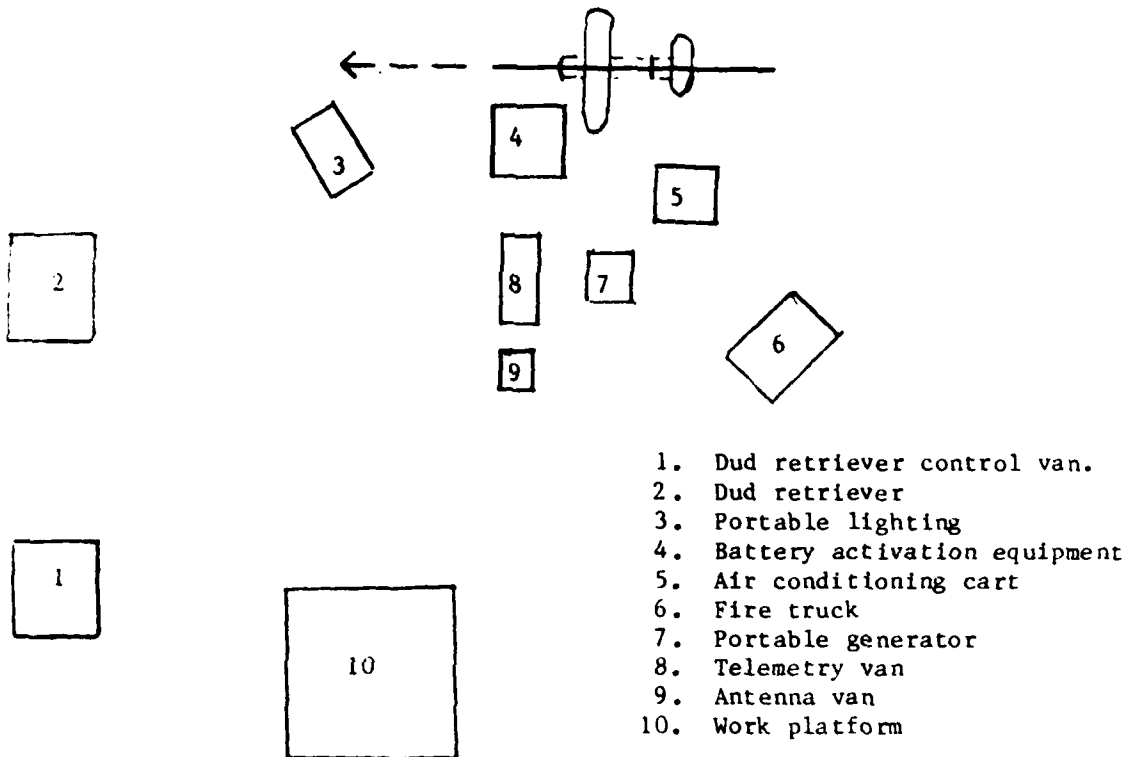 4
3
5
2
8
7
6
9
1. Dud retriever control van.
2. Dud retriever
3. Portable lighting
4. Battery activation equipment
5. Air conditioning cart
6. Fire truck
7. Portable generator
8. Telemetry van
9. Antenna van
10. Work platform
1
10